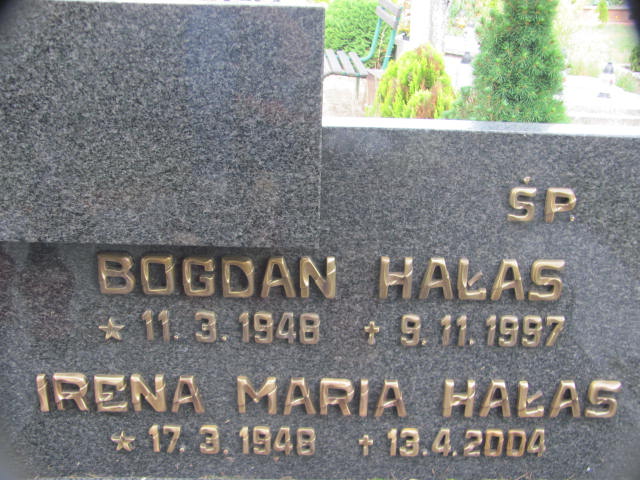 ŚP.
BOGDAN HAŁAS
* 11.3.1948 + 9.11.1997
IRENA MARIA HAŁAS
* 17.3.1948 + 13.4.2004